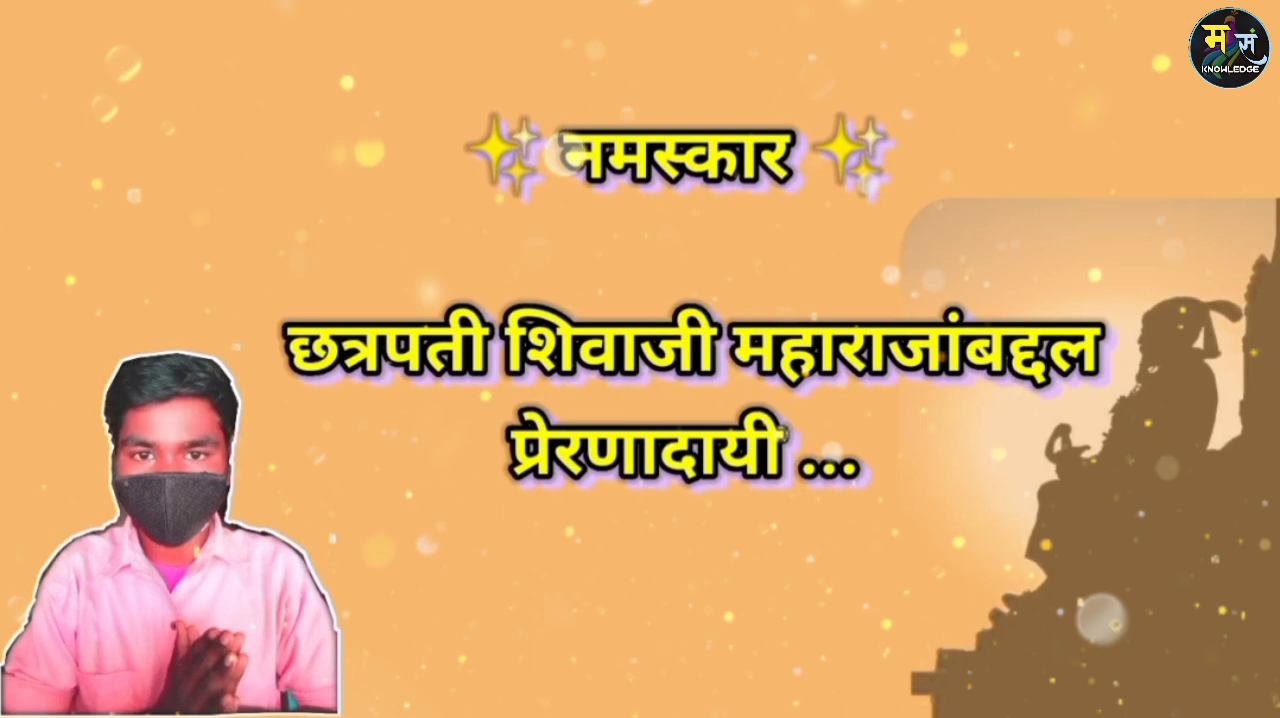 ✨ नमस्कार ✨
छत्रपती शिवाजी महाराजांबद्दल
प्रेरणादायी ...
म सं
KNOWLEDGE